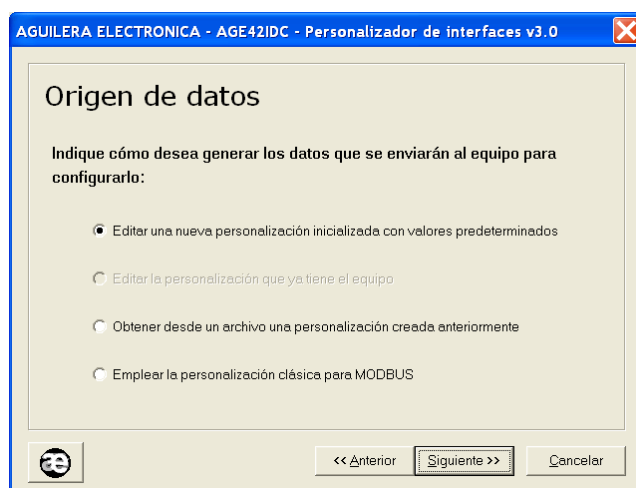 AGUILERA ELECTRONICA - AGE42IDC - Personalizador de interfaces v3.0
Origen de datos
Indique cómo desea generar los datos que se enviarán al equipo para
configurarlo:
Editar una nueva personalización inicializada con valores predeterminados
Editar la personalización que ya tiene el equipo
Obtener desde un archivo una personalización creada anteriormente
Emplear la personalización clásica para MODBUS
æ
<< Anterior
Siguiente >>
Cancelar